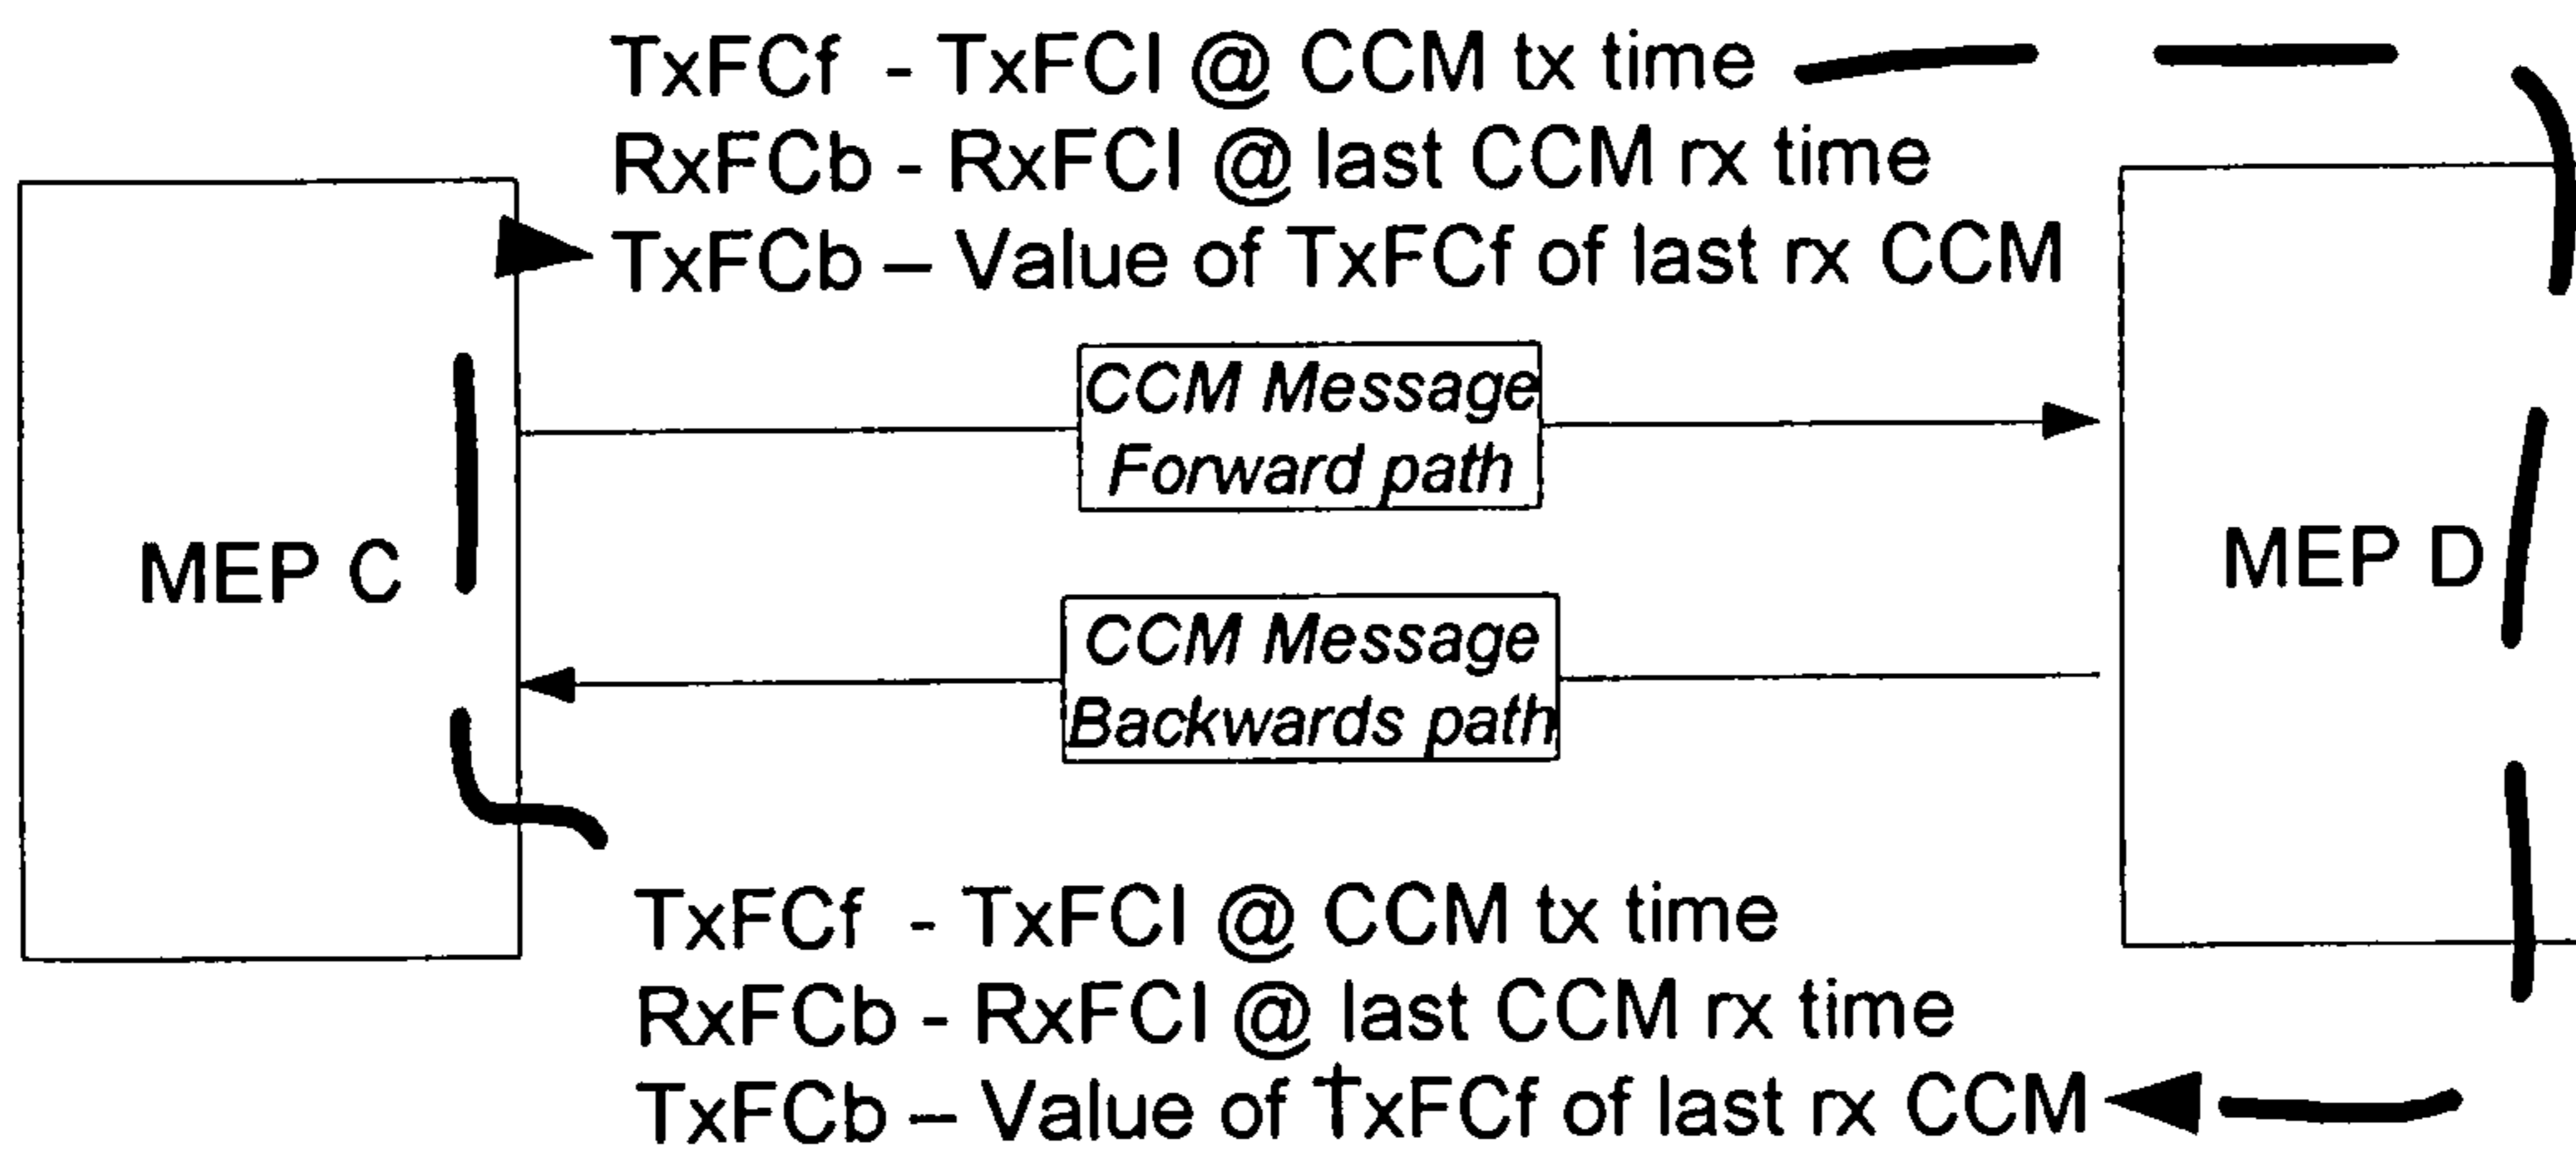 TxFCf - TxFCl @ CCM tx time
RxFCb - RxFCl @ last CCM rx time
TxFCb – Value of TxFCf of last rx CCM
CCM Message
Forward path
MEP C
MEP D
CCM Message
Backwards path
TxFCf - TxFCl @ CCM tx time
RxFCb - RxFCl @ last CCM rx time
TxFCb – Value of TxFCf of last rx CCM